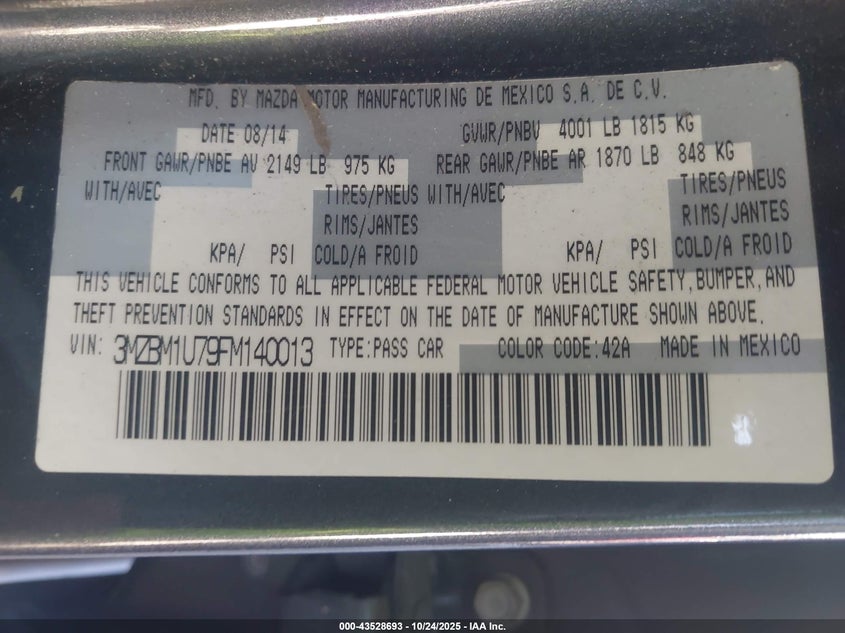 MFD. BY MAZDA MOTOR MANUFACTURING DE MEXICO S.A. DE C.V.
DATE 08/14 GVWR/PNBV 4001 LB 1815 KG
FRONT GAWR/PNBE AV 2149 LB 975 KG REAR GAWR/PNBE AR 1870 LB 848 KG
WITH/AVEC TIRES/PNEUS WITH/AVEC TIRES/PNEUS
RIMS/JANTES RIMS/JANTES
KPA/ PSI COLD/A FROID KPA/ PSI COLD/A FROID
THIS VEHICLE CONFORMS TO ALL APPLICABLE FEDERAL MOTOR VEHICLE SAFETY, BUMPER, AND
THEFT PREVENTION STANDARDS IN EFFECT ON THE DATE OF MANUFACTURE SHOWN ABOVE.
VIN: 3MZBM1U79FM140013 TYPE:PASS CAR COLOR CODE:42A MADE IN MEXICO
000-43528693 - 10/24/2025 - IAA Inc.